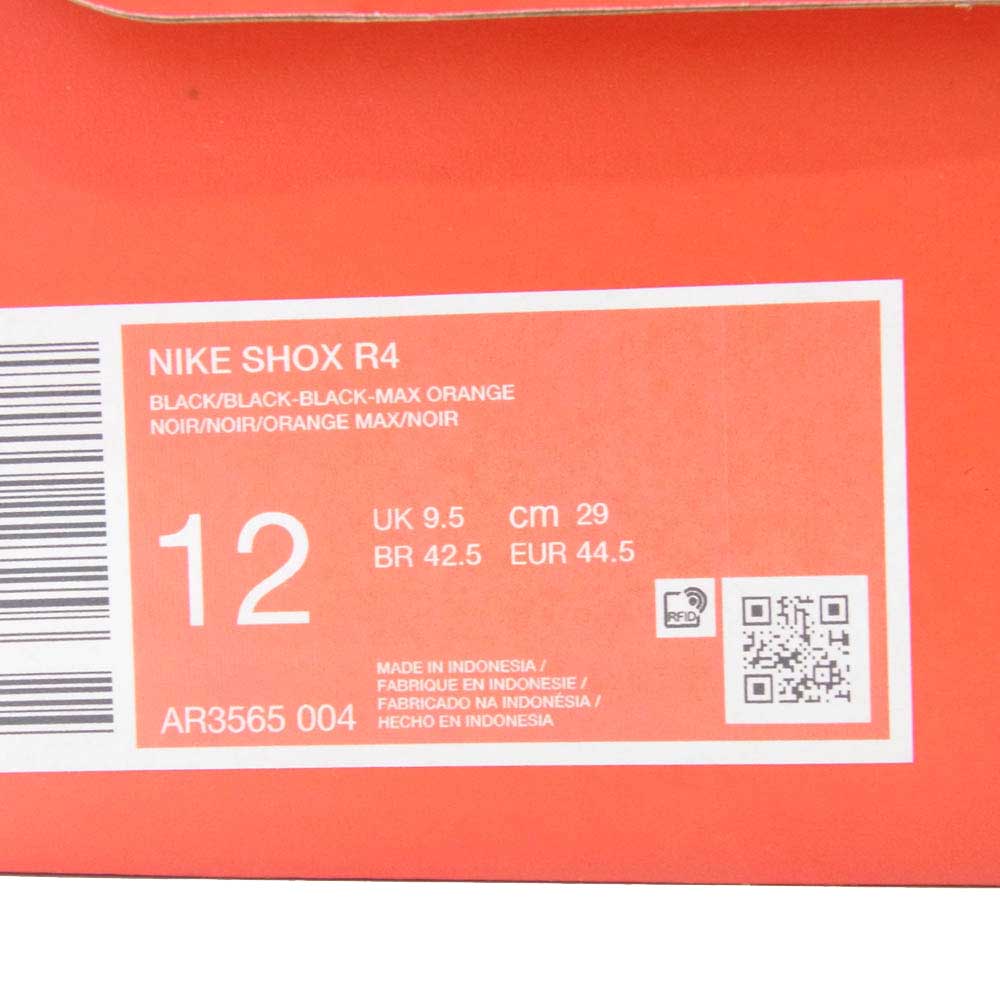 NIKE SHOX R4
BLACK/BLACK-BLACK-MAX ORANGE
NOIR/NOIR/ORANGE MAX/NOIR
12
UK 9.5 cm 29
BR 42.5 EUR 44.5
RFID
MADE IN INDONESIA /
FABRIQUE EN INDONESIE /
FABRICADO NA INDONÉSIA /
HECHO EN INDONESIA
AR3565 004